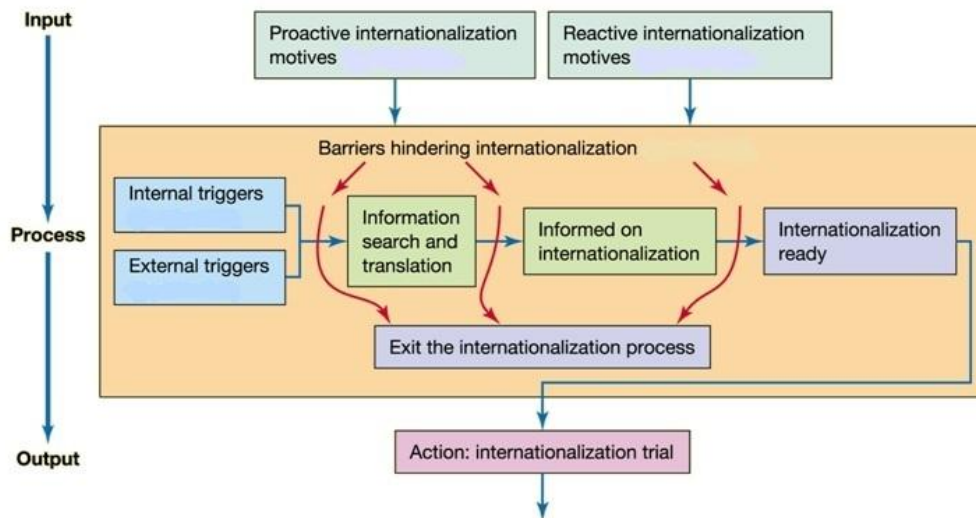 Input
Proactive internationalization
motives
Reactive internationalization
motives
Barriers hindering internationalization
Internal triggers
Process
External triggers
Information
search and
translation
Informed on
internationalization
Internationalization
ready
Exit the internationalization process
Output
Action: internationalization trial